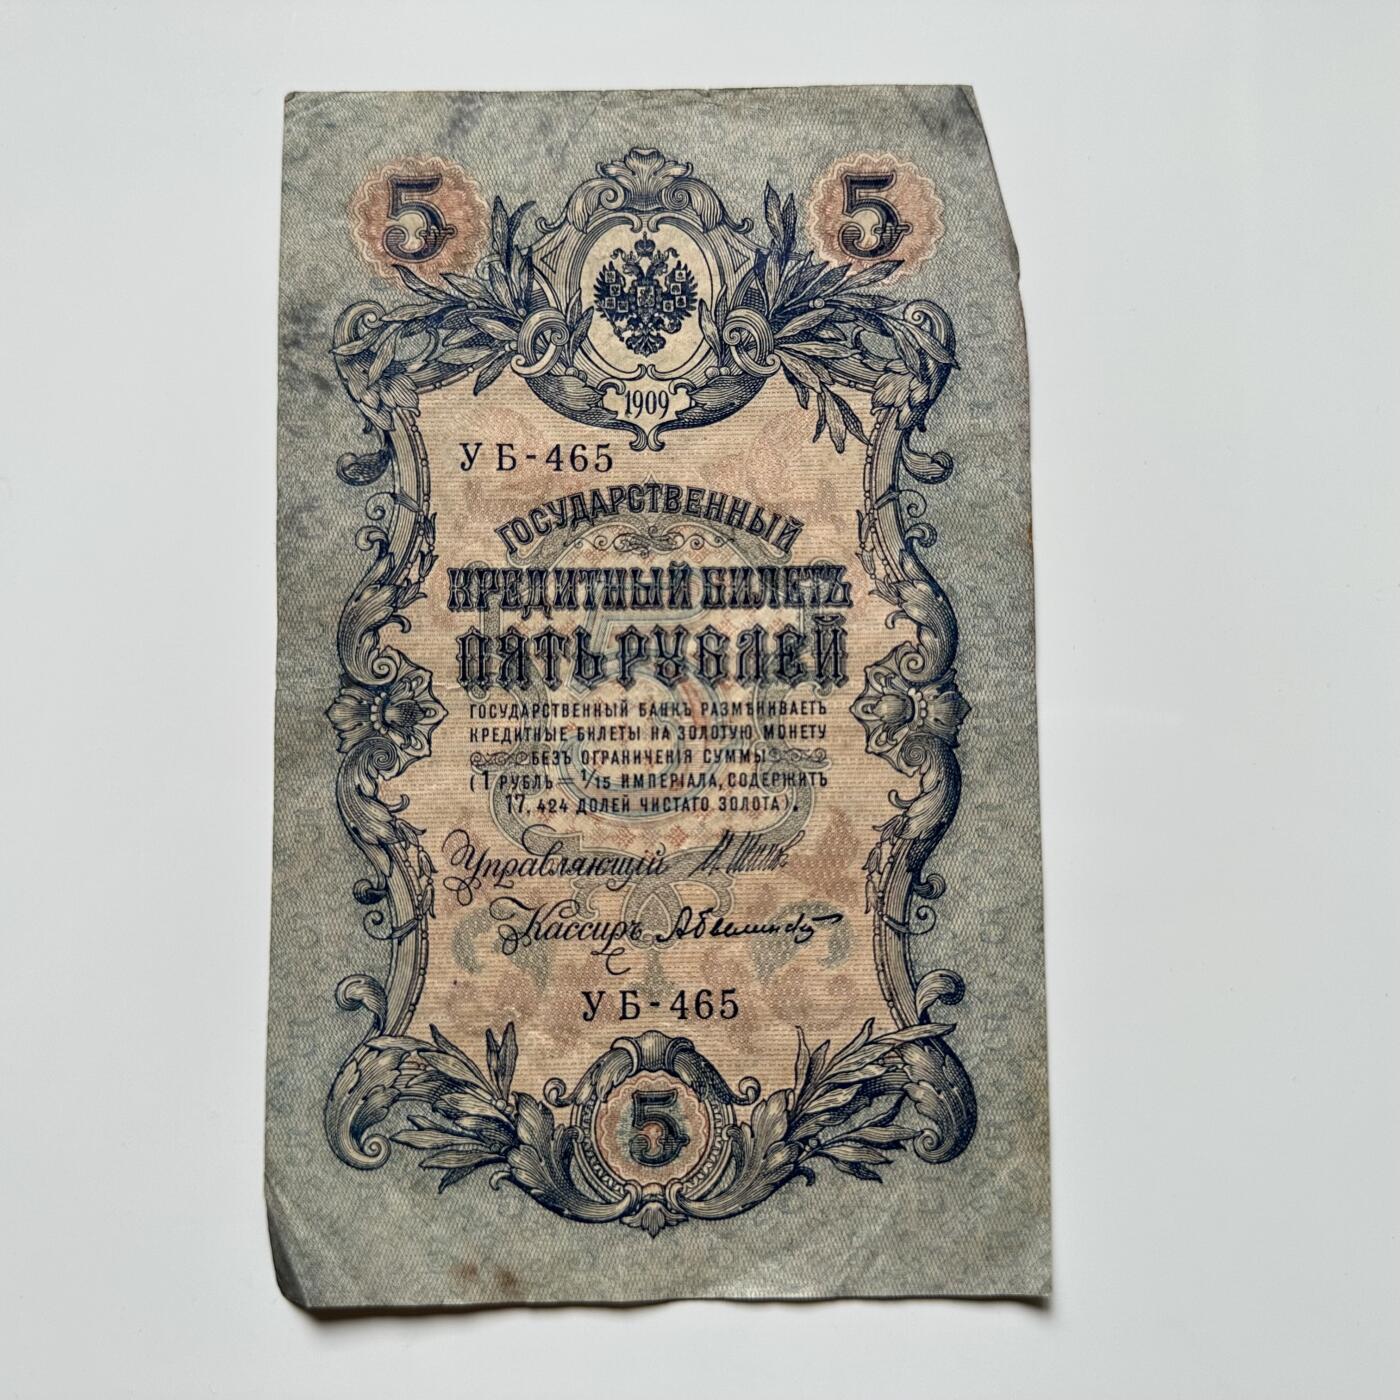 5 5
1909
УБ-465
ГОСУДАРСТВЕННЫЙ
КРЕДИТНЫЙ БИЛЕТЪ
ПЯТЬ РУБЛЕЙ
ГОСУДАРСТВЕННЫЙ БАНКЪ РАЗМѢНИВАЕТЪ
КРЕДИТНЫЕ БИЛЕТЫ НА ЗОЛОТУЮ МОНЕТУ
БЕЗЪ ОГРАНИЧЕНІЯ СУММЫ
(1 РУБЛЬ = 1/15 ИМПЕРІАЛА, СОДЕРЖИТЪ
17,424 ДОЛЕЙ ЧИСТАГО ЗОЛОТА).
Управляющій
Кассиръ
УБ-465
5